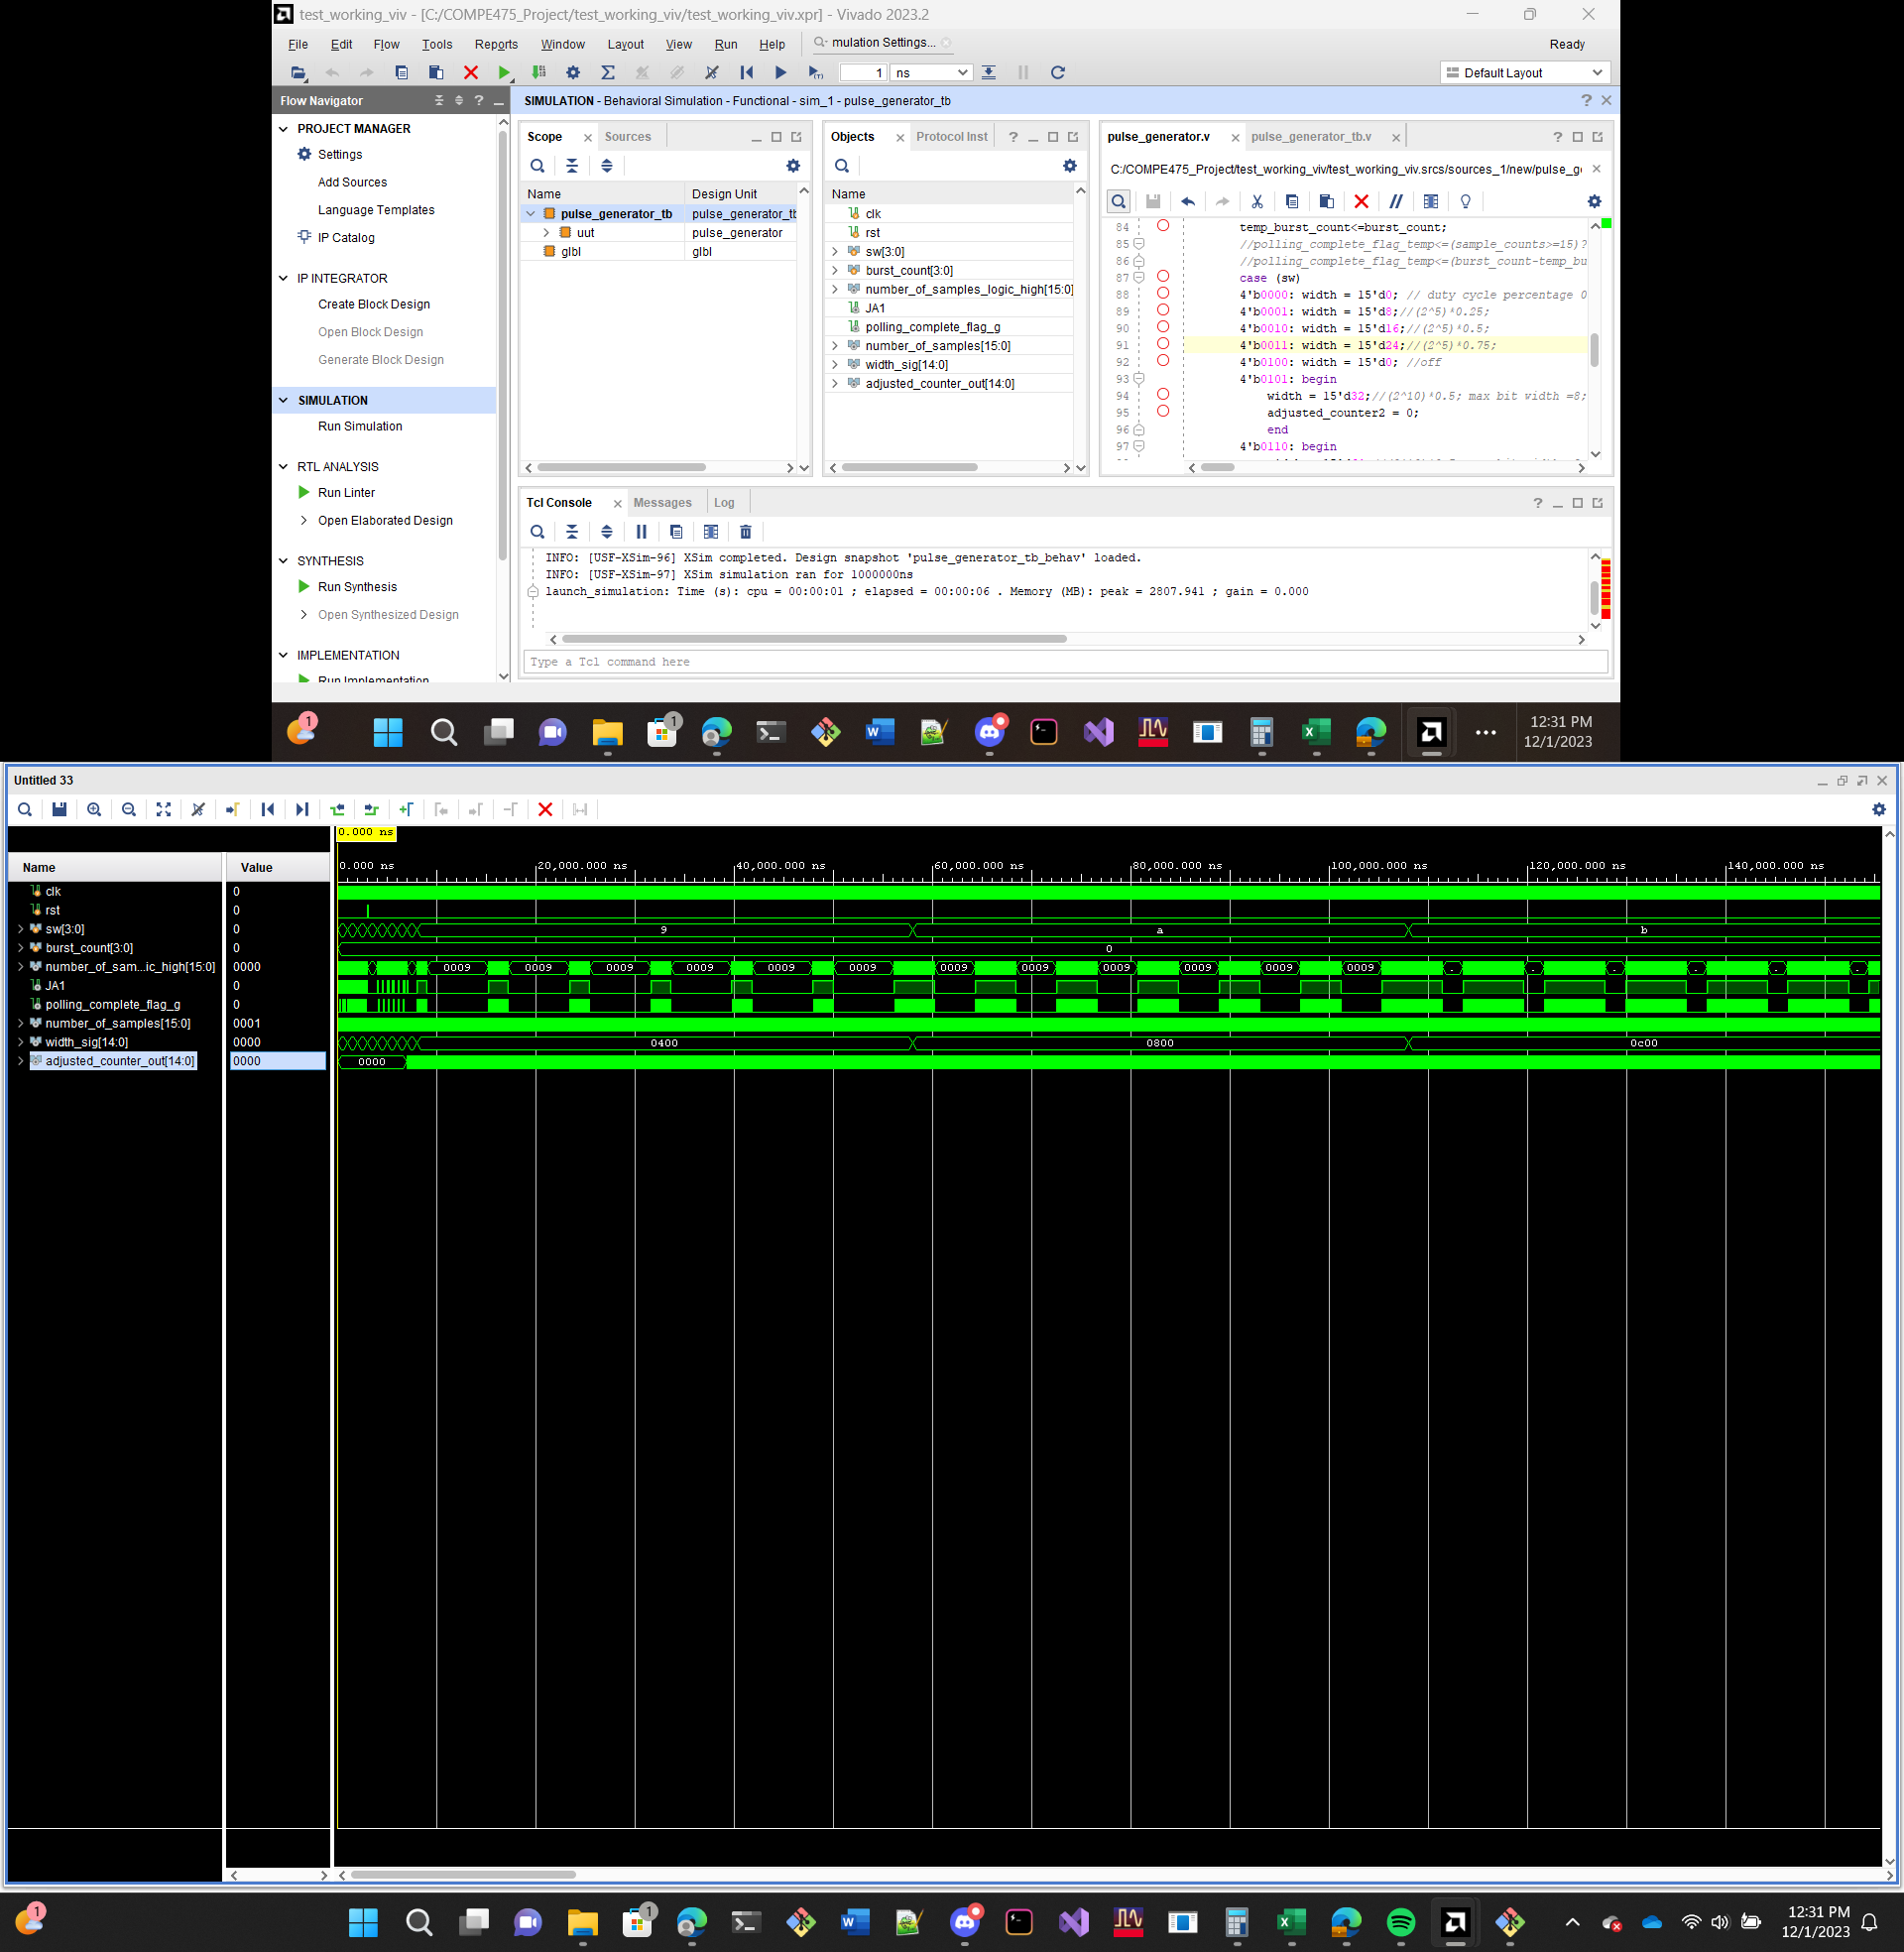 test_working_viv - [C:/COMPE475_Project/test_working_viv/test_working_viv.xpr] - Vivado 2023.2
File Edit Flow Tools Reports Window Layout View Run Help mulation Settings... Ready
1 ns Default Layout
Flow Navigator
SIMULATION - Behavioral Simulation - Functional - sim_1 - pulse_generator_tb
PROJECT MANAGER
Settings
Add Sources
Language Templates
IP Catalog
IP INTEGRATOR
Create Block Design
Open Block Design
Generate Block Design
SIMULATION
Run Simulation
RTL ANALYSIS
Run Linter
Open Elaborated Design
SYNTHESIS
Run Synthesis
Open Synthesized Design
IMPLEMENTATION
Run Implementation
Scope Sources
Name Design Unit
pulse_generator_tb pulse_generator_tb
uut pulse_generator
glbl glbl
Objects Protocol Inst
Name
clk
rst
sw[3:0]
burst_count[3:0]
number_of_samples_logic_high[15:0]
JA1
polling_complete_flag_g
number_of_samples[15:0]
width_sig[14:0]
adjusted_counter_out[14:0]
pulse_generator.v pulse_generator_tb.v
C:/COMPE475_Project/test_working_viv/test_working_viv.srcs/sources_1/new/pulse_g
84 temp_burst_count<=burst_count;
85 //polling_complete_flag_temp<=(sample_counts>=15)?
86 //polling_complete_flag_temp<=(burst_count-temp_bu
87 case (sw)
88 4'b0000: width = 15'd0; // duty cycle percentage 0
89 4'b0001: width = 15'd8;//(2^5)*0.25;
90 4'b0010: width = 15'd16;//(2^5)*0.5;
91 4'b0011: width = 15'd24;//(2^5)*0.75;
92 4'b0100: width = 15'd0; //off
93 4'b0101: begin
94 width = 15'd32;//(2^10)*0.5; max bit width =8;
95 adjusted_counter2 = 0;
96 end
97 4'b0110: begin
Tcl Console Messages Log
INFO: [USF-XSim-96] XSim completed. Design snapshot 'pulse_generator_tb_behav' loaded.
INFO: [USF-XSim-97] XSim simulation ran for 1000000ns
launch_simulation: Time (s): cpu = 00:00:01 ; elapsed = 00:00:06 . Memory (MB): peak = 2807.941 ; gain = 0.000
Type a Tcl command here
1 1 12:31 PM
12/1/2023
Untitled 33
0.000 ns
Name Value
0.000 ns 20,000.000 ns 40,000.000 ns 60,000.000 ns 80,000.000 ns 100,000.000 ns 120,000.000 ns 140,000.000 ns
clk 0
rst 0
sw[3:0] 0 9 a b
burst_count[3:0] 0 0
number_of_sam...ic_high[15:0] 0000 0009 0009 0009 0009 0009 0009 0009 0009 0009 0009 0009 0009 . . . . . .
JA1 0
polling_complete_flag_g 0
number_of_samples[15:0] 0001
width_sig[14:0] 0000 0400 0800 0c00
adjusted_counter_out[14:0] 0000 0000
1 1 12:31 PM
12/1/2023